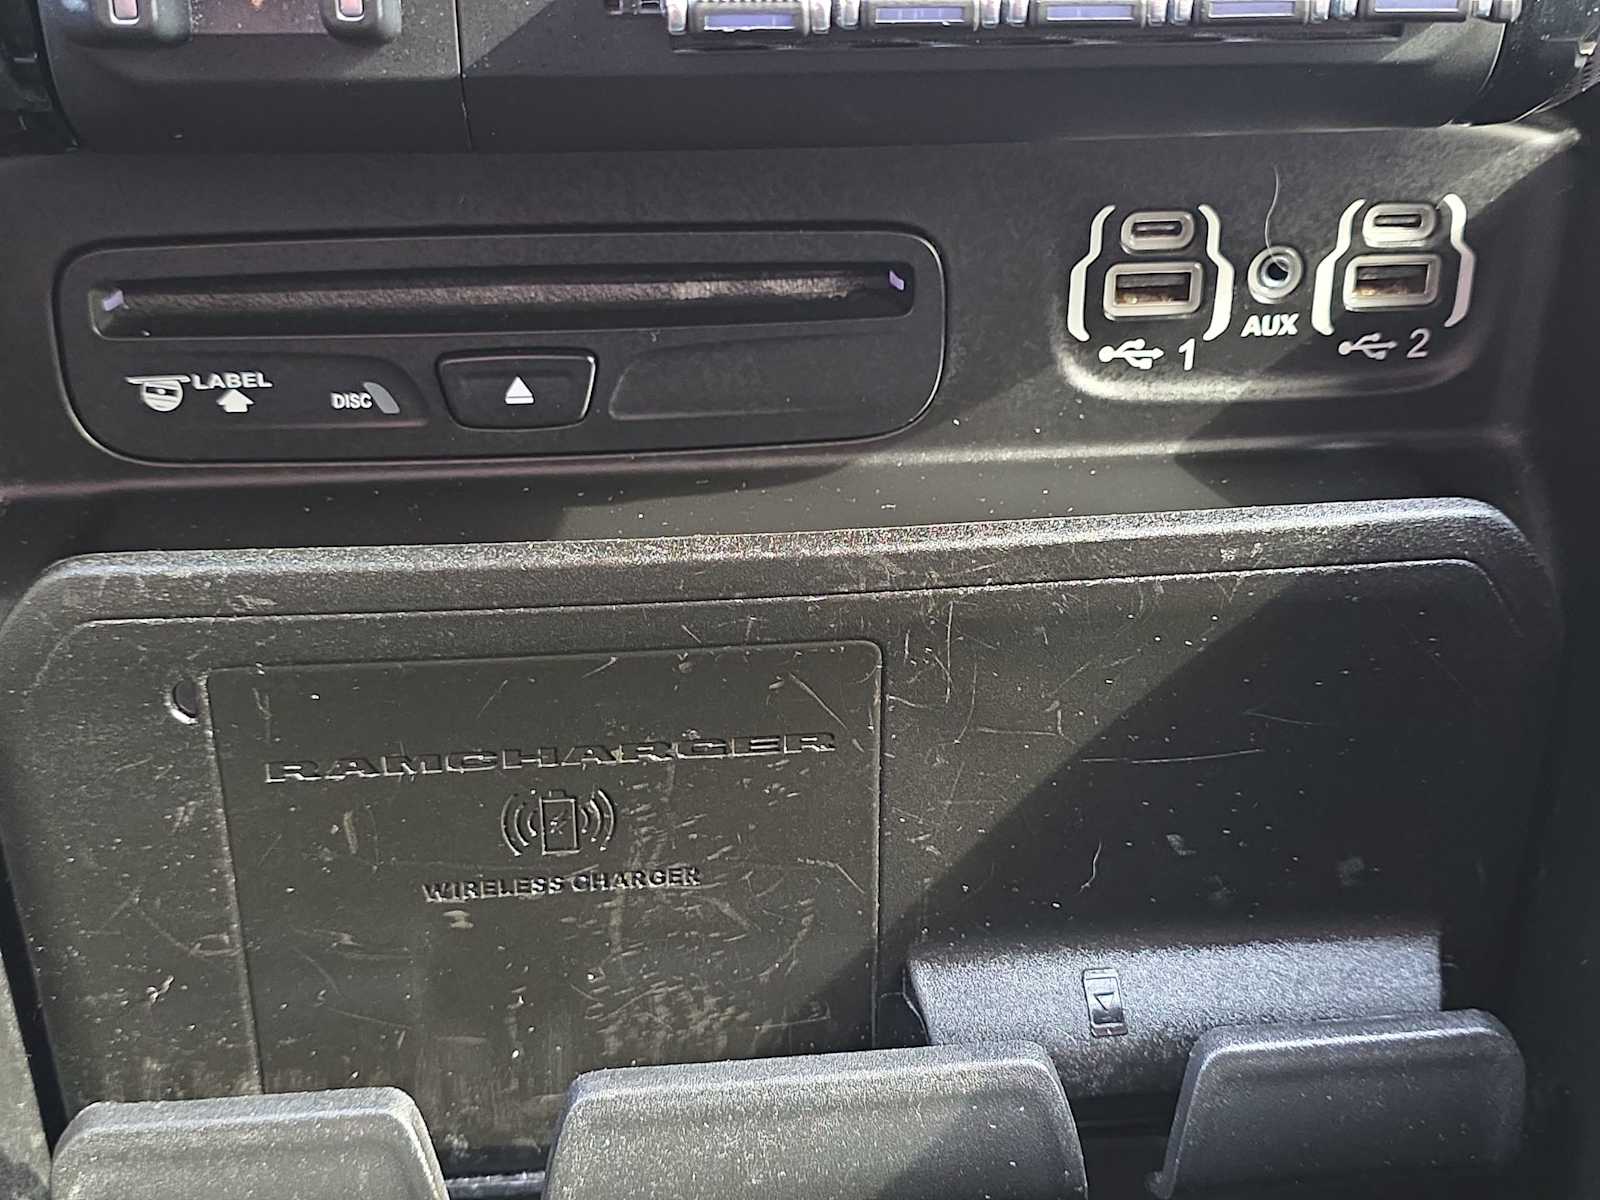 LABEL
DISC
1
AUX
2
RAMCHARGER
WIRELESS CHARGER